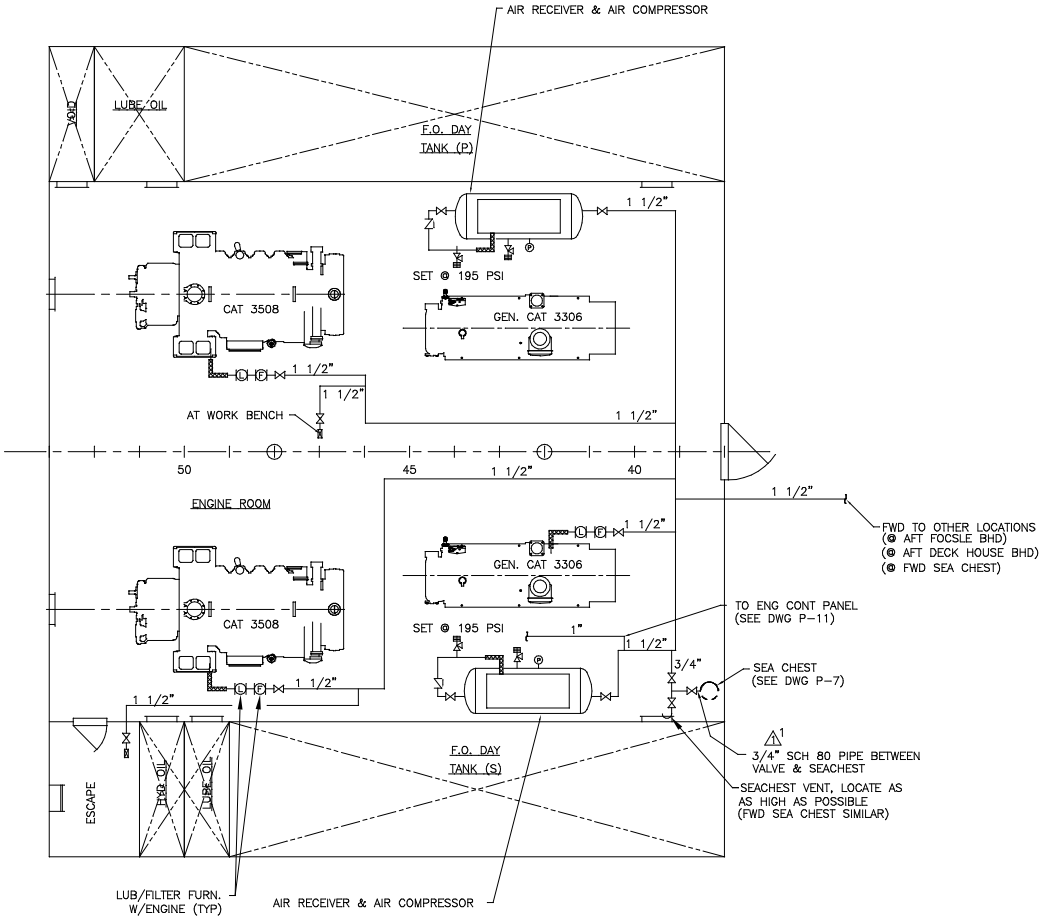 AIR RECEIVER & AIR COMPRESSOR
VOID
LUBE OIL
F.O. DAY
TANK (P)
1 1/2"
P
SET @ 195 PSI
CAT 3508
GEN. CAT 3306
L
F
1 1/2"
1 1/2"
AT WORK BENCH
1 1/2"
50
45
40
1 1/2"
1 1/2"
ENGINE ROOM
L
F
1 1/2"
FWD TO OTHER LOCATIONS
(@ AFT FOCSLE BHD)
(@ AFT DECK HOUSE BHD)
(@ FWD SEA CHEST)
GEN. CAT 3306
CAT 3508
TO ENG CONT PANEL
(SEE DWG P-11)
SET @ 195 PSI
1"
1 1/2"
P
3/4"
SEA CHEST
(SEE DWG P-7)
L
F
1 1/2"
1 1/2"
1
1
3/4" SCH 80 PIPE BETWEEN
VALVE & SEACHEST
F.O. DAY
TANK (S)
HYD OIL
LUBE OIL
ESCAPE
SEACHEST VENT, LOCATE AS
AS HIGH AS POSSIBLE
(FWD SEA CHEST SIMILAR)
LUB/FILTER FURN.
W/ENGINE (TYP)
AIR RECEIVER & AIR COMPRESSOR